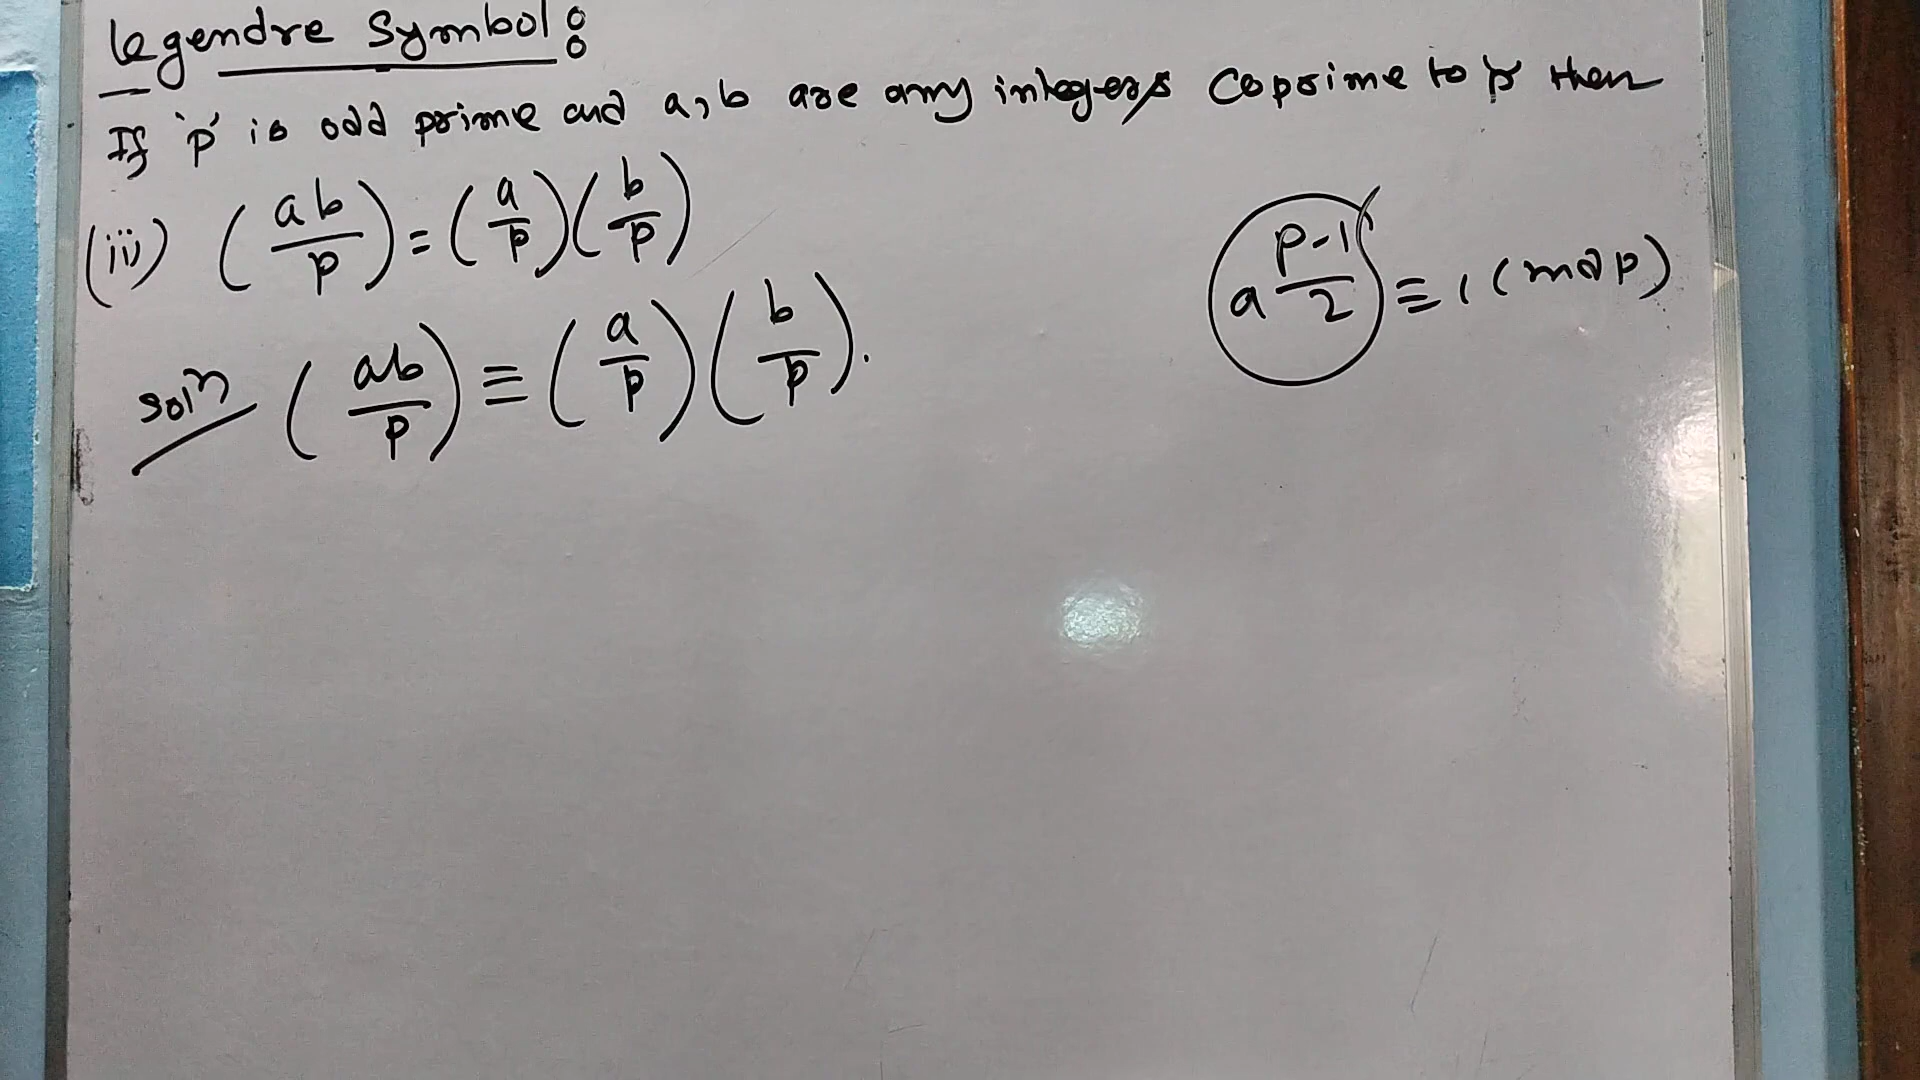 Legendre Symbol:
If 'p' is odd prime and a, b are any integers coprime to p then
(iii) (ab/p) = (a/p)(b/p)
a^(p-1/2) ≡ 1 (mod p)
soln (ab/p) ≡ (a/p)(b/p).